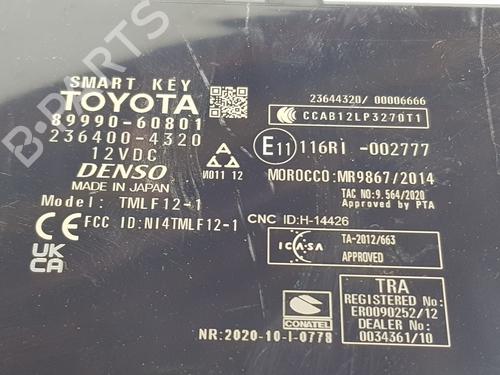 SMART KEY
TOYOTA
89990-60801
236400-4320
12VDC
DENSO
MADE IN JAPAN
Model: TMLF12-1
FCC ID:NI4TMLF12-1
CE
UK
CA
N011 12
23644320/ 00006666
CCAB12LP3270T1
E11 116RI -002777
MOROCCO:MR9867/2014
TAC NO:9.564/2020
Approved by PTA
CNC ID:H-14426
ICASA
TA-2012/663
APPROVED
CONATEL
NR:2020-10-I-0778
TRA
REGISTERED No:
ER0090252/12
DEALER No:
0034361/10
B-PARTS